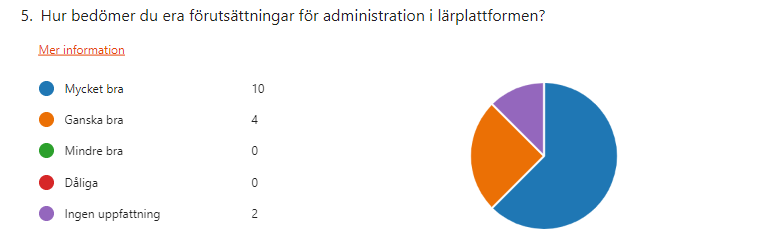 5. Hur bedömer du era förutsättningar för administration i lärplattformen?
Mer information
Mycket bra 10
Ganska bra 4
Mindre bra 0
Dåliga 0
Ingen uppfattning 2